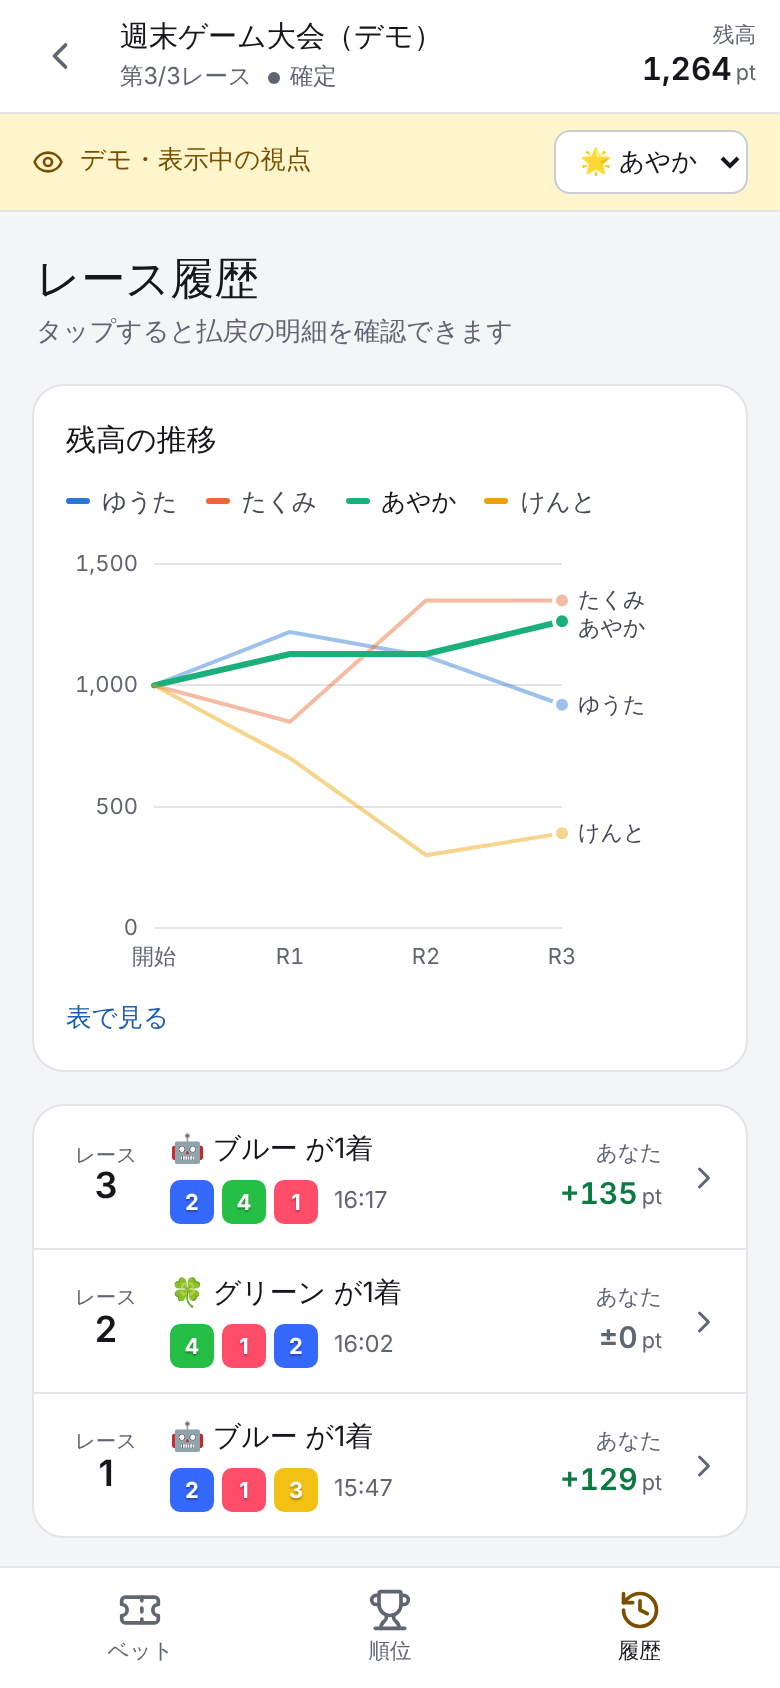 週末ゲーム大会（デモ）
第3/3レース ● 確定
残高
1,264 pt
デモ・表示中の視点
🌟 あやか
レース履歴
タップすると払戻の明細を確認できます
残高の推移
ゆうた たくみ あやか けんと
1,500
1,000
500
0
たくみ
あやか
ゆうた
けんと
開始 R1 R2 R3
表で見る
レース
3
🤖 ブルー が1着
2 4 1 16:17
あなた
+135 pt
レース
2
🍀 グリーン が1着
4 1 2 16:02
あなた
±0 pt
レース
1
🤖 ブルー が1着
2 1 3 15:47
あなた
+129 pt
ベット 順位 履歴